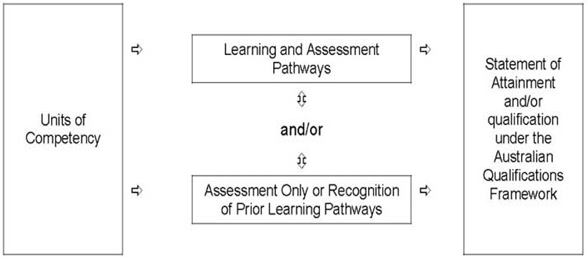 Units of
Competency
Learning and Assessment
Pathways
and/or
Assessment Only or Recognition
of Prior Learning Pathways
Statement of
Attainment
and/or
qualification
under the
Australian
Qualifications
Framework